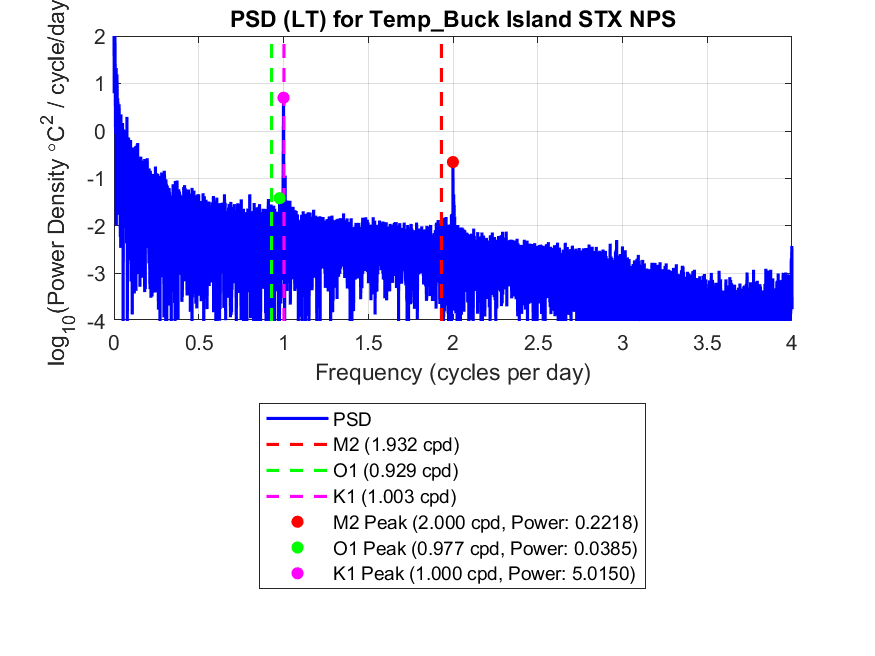 PSD (LT) for Temp_Buck Island STX NPS
log10(Power Density °C2 / cycle/day
2
1
0
-1
-2
-3
-4
0 0.5 1 1.5 2 2.5 3 3.5 4
Frequency (cycles per day)
PSD
M2 (1.932 cpd)
O1 (0.929 cpd)
K1 (1.003 cpd)
M2 Peak (2.000 cpd, Power: 0.2218)
O1 Peak (0.977 cpd, Power: 0.0385)
K1 Peak (1.000 cpd, Power: 5.0150)